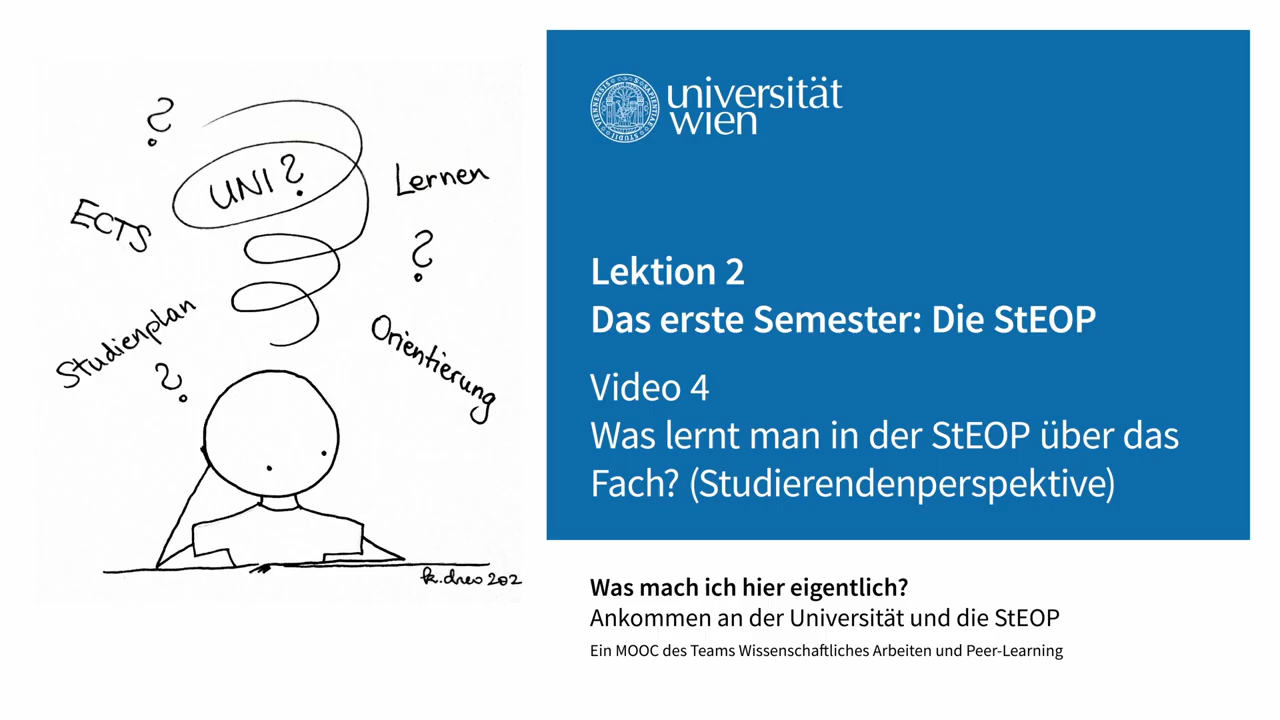 ?
UNI?
Lernen
ECTS
?
Studienplan
Orientierung
?
universität
wien
Lektion 2
Das erste Semester: Die StEOP
Video 4
Was lernt man in der StEOP über das
Fach? (Studierendenperspektive)
Was mach ich hier eigentlich?
Ankommen an der Universität und die StEOP
Ein MOOC des Teams Wissenschaftliches Arbeiten und Peer-Learning